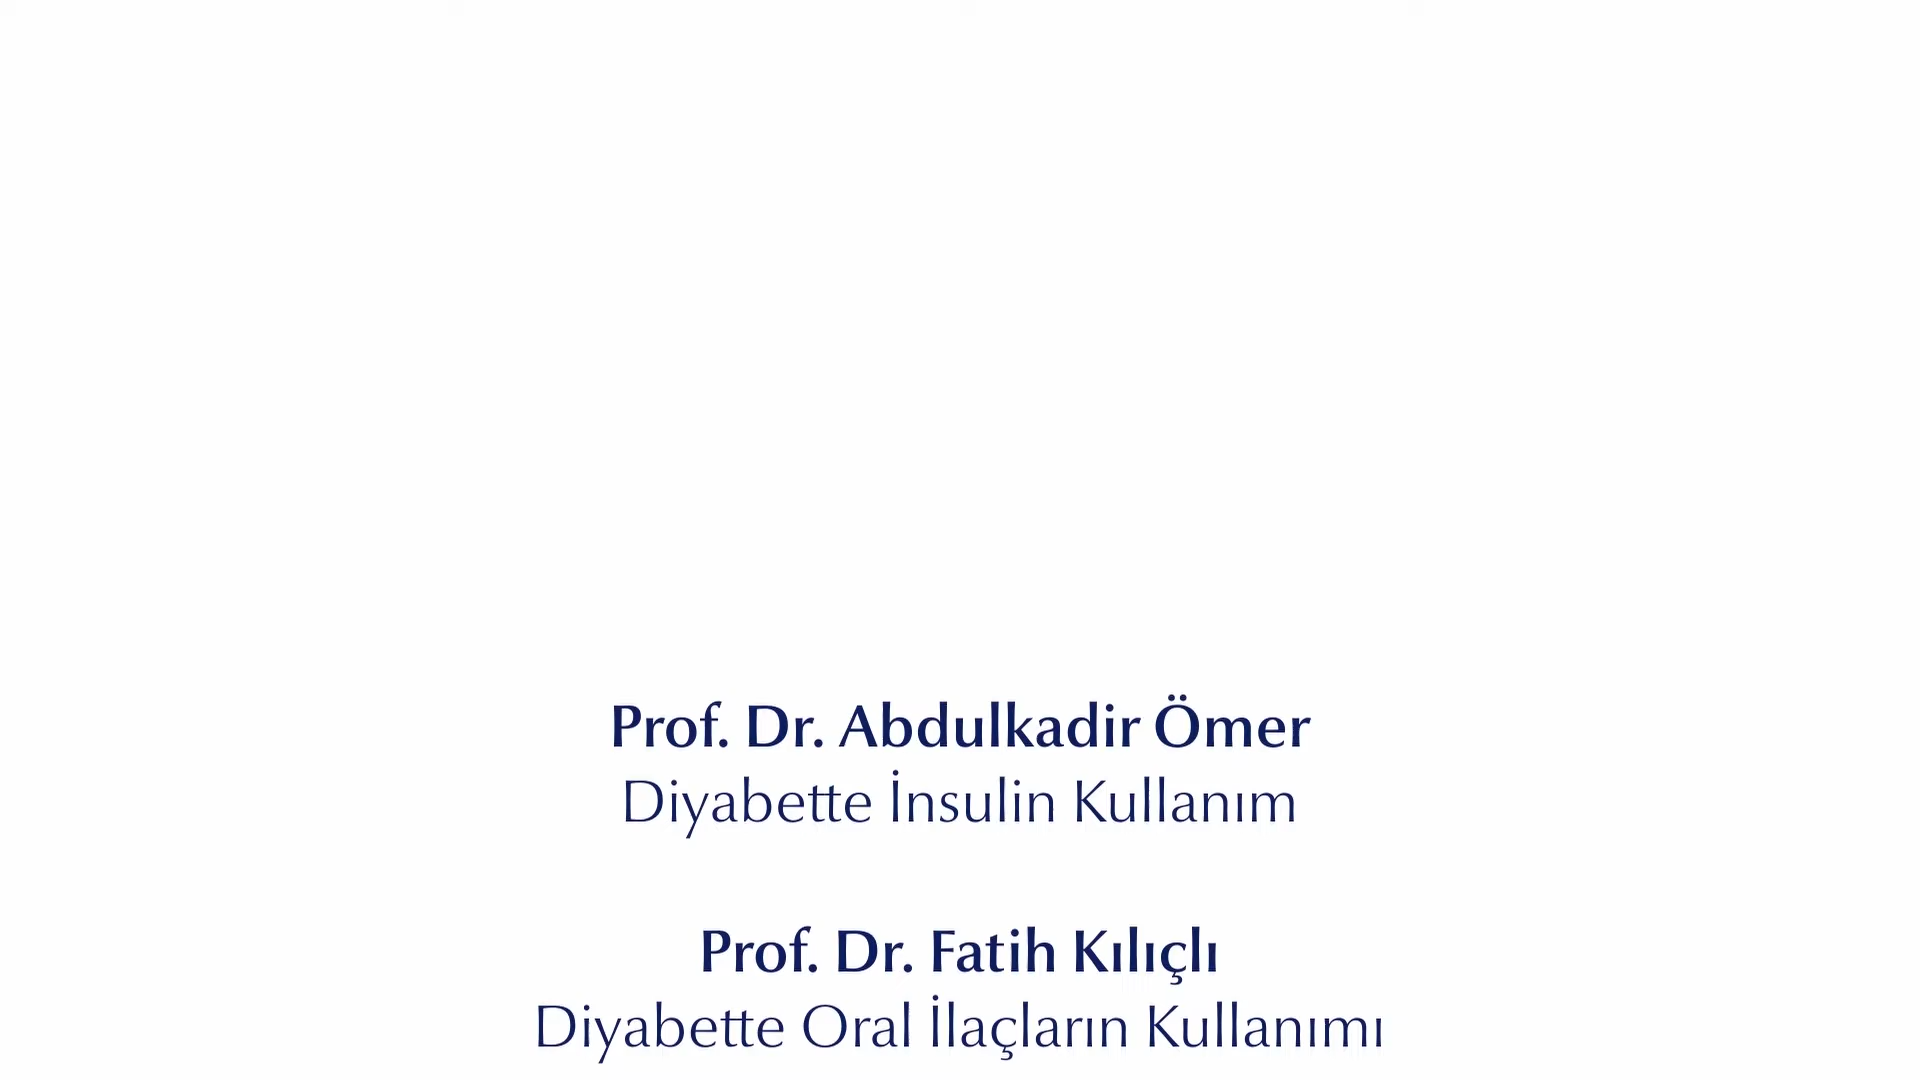 Prof. Dr. Abdulkadir Ömer
Diyabette İnsulin Kullanım
Prof. Dr. Fatih Kılıçlı
Diyabette Oral İlaçların Kullanımı